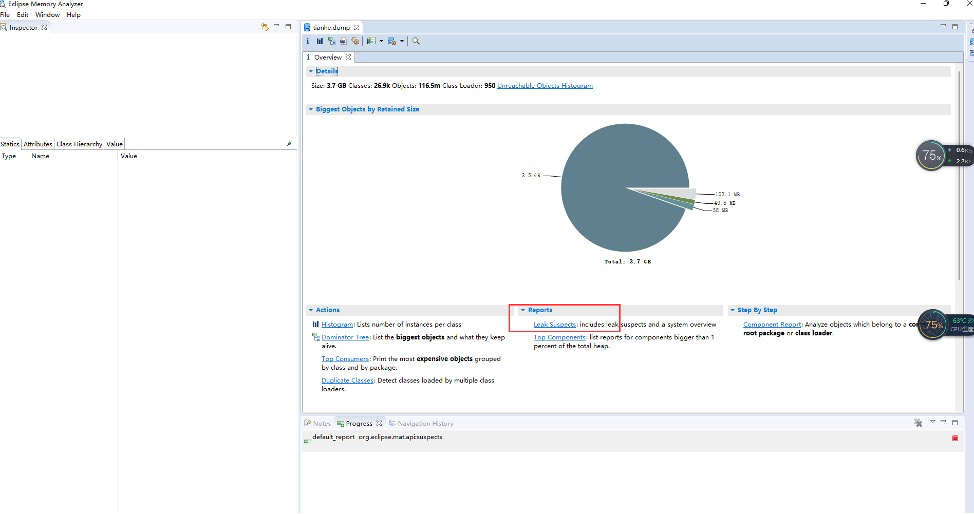 Eclipse Memory Analyzer
File Edit Window Help
Inspector
Statics Attributes Class Hierarchy Value
Type Name Value
tianhe.dump
i Overview
Details
Size: 3.7 GB Classes: 26.9k Objects: 116.5m Class Loader: 950 Unreachable Objects Histogram
Biggest Objects by Retained Size
3.5 GB
102.1 MB
40.5 MB
38 MB
Total: 3.7 GB
Actions
Histogram: Lists number of instances per class
Dominator Tree: List the biggest objects and what they keep
alive.
Top Consumers: Print the most expensive objects grouped
by class and by package.
Duplicate Classes: Detect classes loaded by multiple class
loaders.
Reports
Leak Suspects: includes leak suspects and a system overview
Top Components: list reports for components bigger than 1
percent of the total heap.
Step By Step
Component Report: Analyze objects which belong to a
root package or class loader.
75%
75%
63°C
Notes Progress Navigation History
default_report org.eclipse.mat.api:suspects